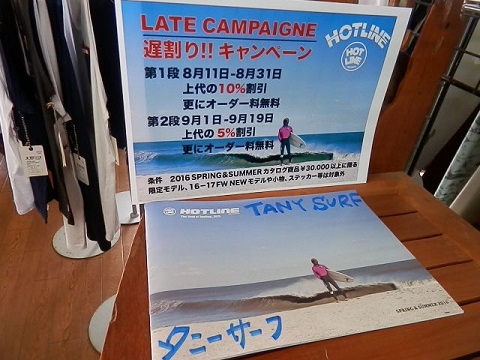 LATE CAMPAIGNE
HOTLINE
HOT
LINE
遅割り!! キャンペーン
第1段 8月11日-8月31日
上代の10%割引
更にオーダー料無料
第2段 9月1日-9月19日
上代の5%割引
更にオーダー料無料
条件 2016 SPRING&SUMMER カタログ商品¥30,000以上に限る
限定モデル、16-17FW NEWモデルや小物、ステッカー等は対象外
HOTLINE
TANY SURF
SPRING & SUMMER 2016
タニーサーフ